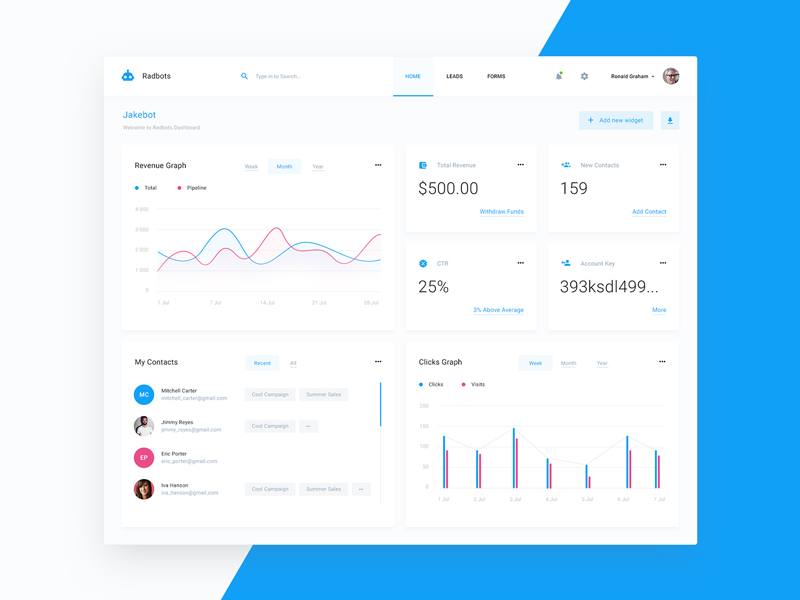 Radbots
Type in to Search...
HOME
LEADS
FORMS
Ronald Graham
Jakebot
Welcome to Radbots Dashboard
+ Add new widget
Revenue Graph
Week
Month
Year
•••
Total
Pipeline
4 000
3 000
2 000
1 000
0
1 Jul
7 Jul
14 Jul
21 Jul
28 Jul
Total Revenue
•••
$500.00
Withdraw Funds
New Contacts
•••
159
Add Contact
CTR
•••
25%
3% Above Average
Account Key
•••
393ksdl499...
More
My Contacts
Recent
All
•••
MC
Mitchell Carter
mitchell_carter@gmail.com
Cool Campaign
Summer Sales
Jimmy Reyes
jimmy_reyes@gmail.com
Cool Campaign
•••
EP
Eric Porter
eric_porter@gmail.com
Iva Hanson
iva_hanson@gmail.com
Cool Campaign
Summer Sales
•••
Clicks Graph
Week
Month
Year
•••
Clicks
Visits
200
150
100
50
0
1 Jul
2 Jul
3 Jul
4 Jul
5 Jul
6 Jul
7 Jul